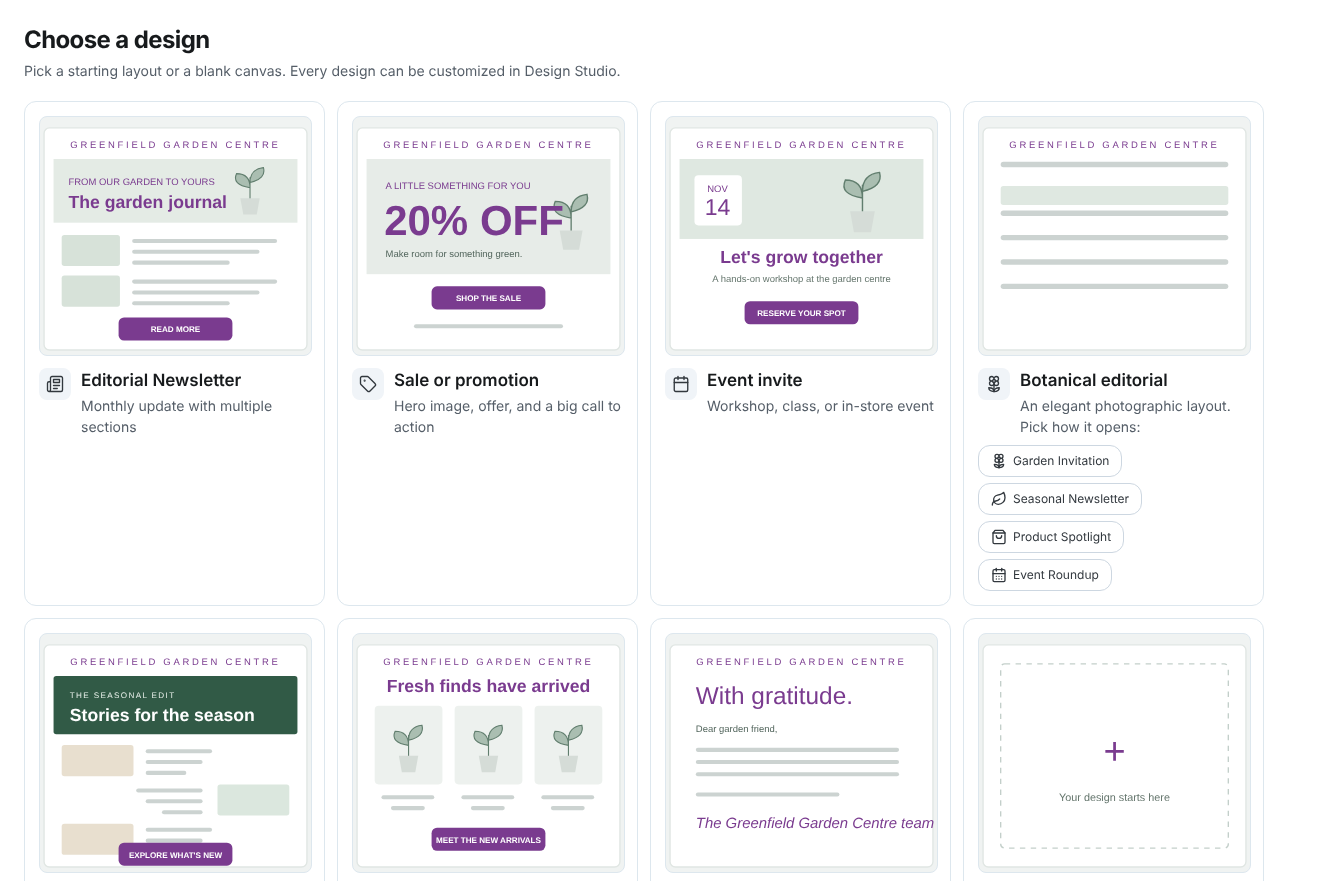 Choose a design
Pick a starting layout or a blank canvas. Every design can be customized in Design Studio.
GREENFIELD GARDEN CENTRE
FROM OUR GARDEN TO YOURS
The garden journal
READ MORE
Editorial Newsletter
Monthly update with multiple
sections
GREENFIELD GARDEN CENTRE
A LITTLE SOMETHING FOR YOU
20% OFF
Make room for something green.
SHOP THE SALE
Sale or promotion
Hero image, offer, and a big call to
action
GREENFIELD GARDEN CENTRE
NOV
14
Let's grow together
A hands-on workshop at the garden centre
RESERVE YOUR SPOT
Event invite
Workshop, class, or in-store event
GREENFIELD GARDEN CENTRE
Botanical editorial
An elegant photographic layout.
Pick how it opens:
Garden Invitation
Seasonal Newsletter
Product Spotlight
Event Roundup
GREENFIELD GARDEN CENTRE
THE SEASONAL EDIT
Stories for the season
EXPLORE WHAT'S NEW
GREENFIELD GARDEN CENTRE
Fresh finds have arrived
MEET THE NEW ARRIVALS
GREENFIELD GARDEN CENTRE
With gratitude.
Dear garden friend,
The Greenfield Garden Centre team
+
Your design starts here